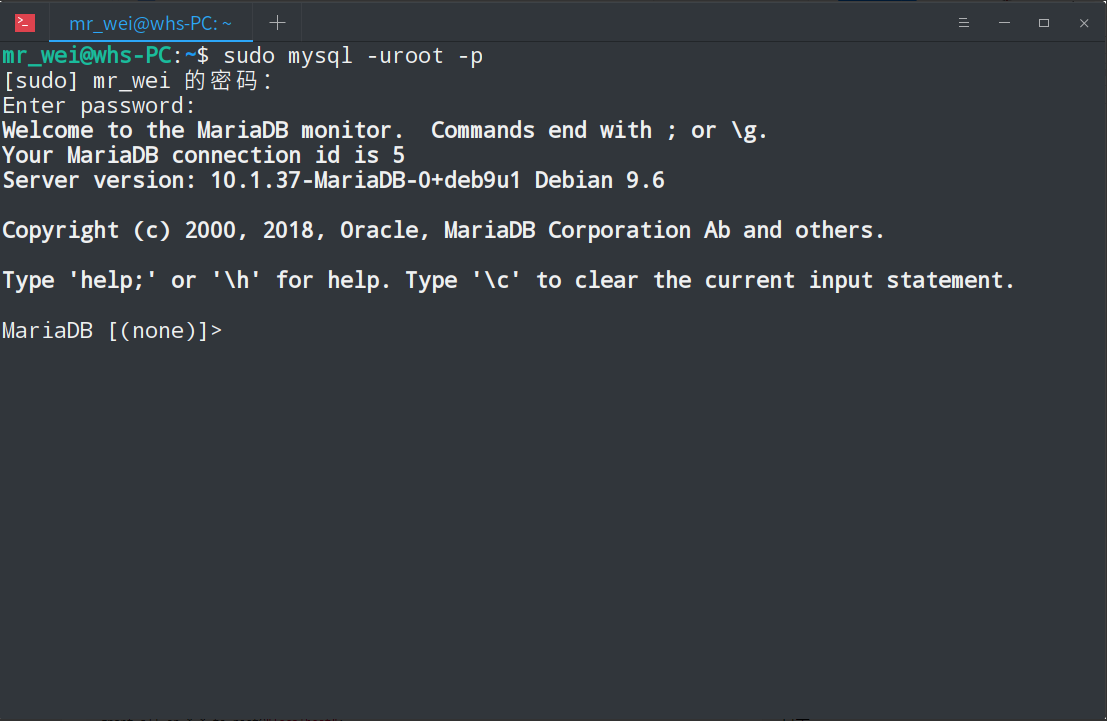 mr_wei@whs-PC: ~
mr_wei@whs-PC:~$ sudo mysql -uroot -p
[sudo] mr_wei 的密码：
Enter password:
Welcome to the MariaDB monitor.  Commands end with ; or \g.
Your MariaDB connection id is 5
Server version: 10.1.37-MariaDB-0+deb9u1 Debian 9.6
Copyright (c) 2000, 2018, Oracle, MariaDB Corporation Ab and others.
Type 'help;' or '\h' for help. Type '\c' to clear the current input statement.
MariaDB [(none)]>